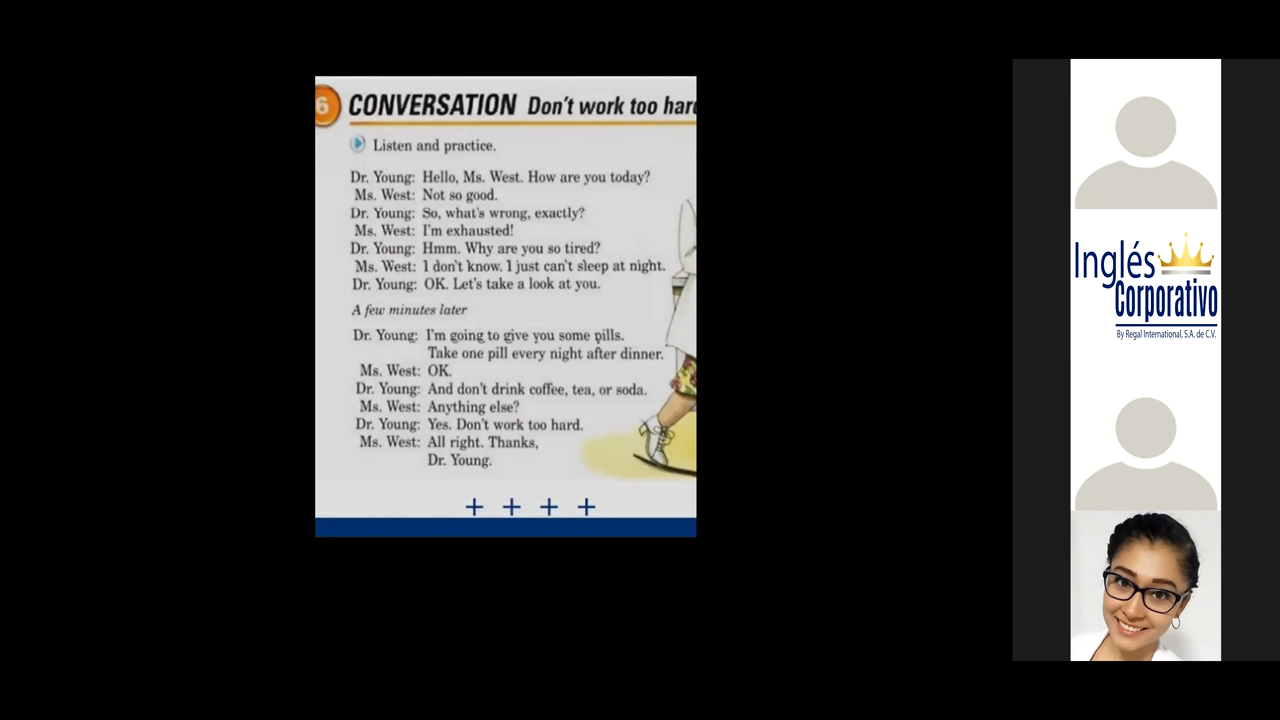 6 CONVERSATION Don't work too hard
Listen and practice.
Dr. Young: Hello, Ms. West. How are you today?
Ms. West: Not so good.
Dr. Young: So, what's wrong, exactly?
Ms. West: I'm exhausted!
Dr. Young: Hmm. Why are you so tired?
Ms. West: I don't know. I just can't sleep at night.
Dr. Young: OK. Let's take a look at you.
A few minutes later
Dr. Young: I'm going to give you some pills.
Take one pill every night after dinner.
Ms. West: OK.
Dr. Young: And don't drink coffee, tea, or soda.
Ms. West: Anything else?
Dr. Young: Yes. Don't work too hard.
Ms. West: All right. Thanks,
Dr. Young.
+ + + +
Inglés
Corporativo
By Regal International, S.A. de C.V.